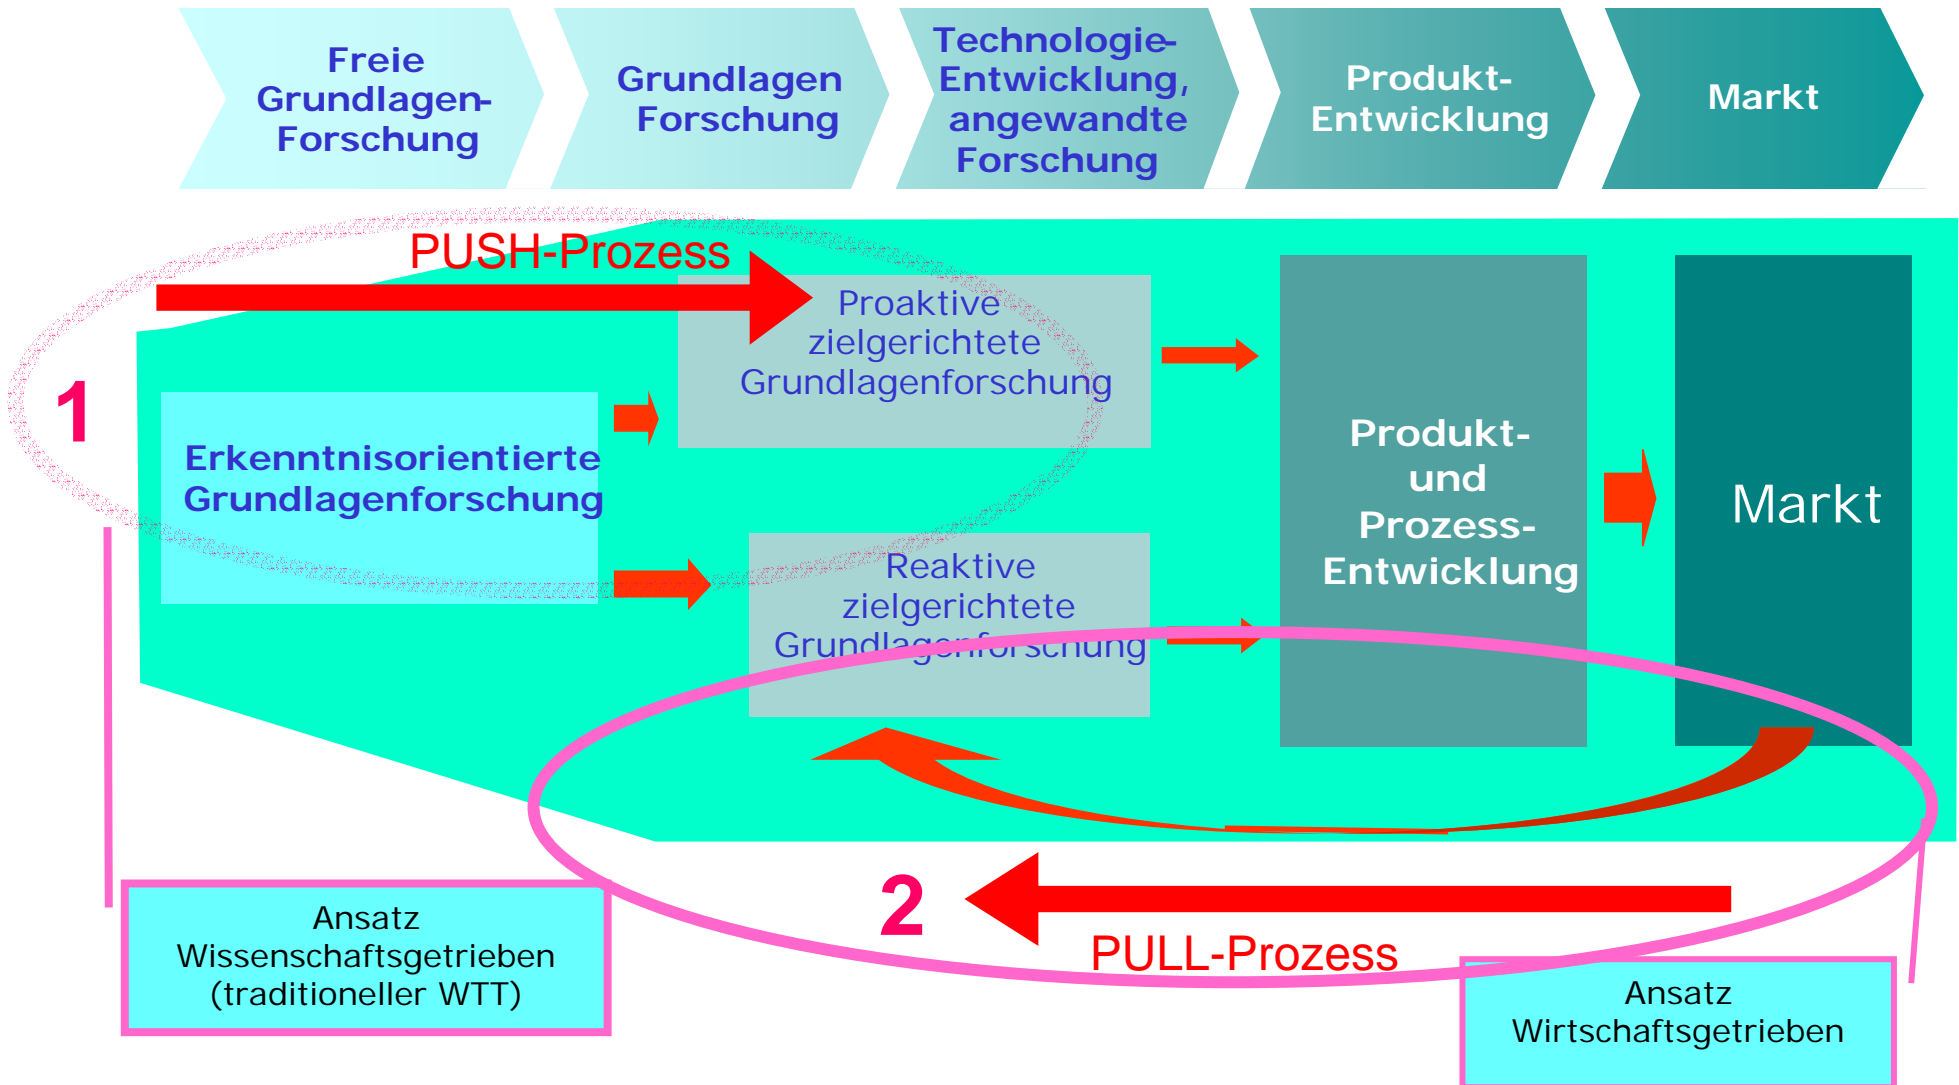 Freie
Grundlagen-
Forschung
Grundlagen
Forschung
Technologie-
Entwicklung,
angewandte
Forschung
Produkt-
Entwicklung
Markt
PUSH-Prozess
1
Erkenntnisorientierte
Grundlagenforschung
Proaktive
zielgerichtete
Grundlagenforschung
Reaktive
zielgerichtete
Grundlagenforschung
Produkt-
und
Prozess-
Entwicklung
Markt
2
PULL-Prozess
Ansatz
Wissenschaftsgetrieben
(traditioneller WTT)
Ansatz
Wirtschaftsgetrieben